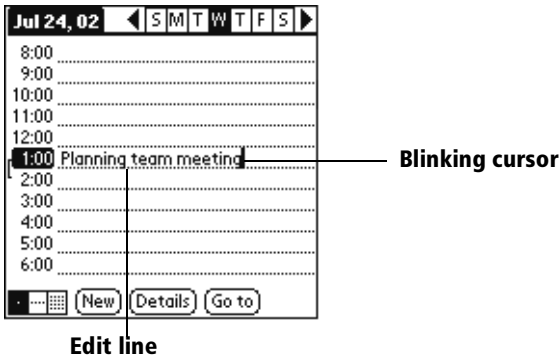 Jul 24, 02 S M T W T F S
8:00
9:00
10:00
11:00
12:00
1:00 Planning team meeting
Blinking cursor
2:00
3:00
4:00
5:00
6:00
New Details Go to
Edit line